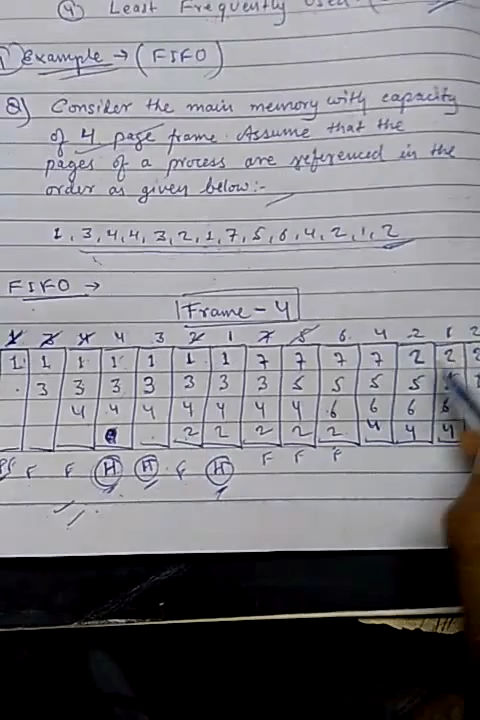 ④ Least Frequently Used (
① Example → (FIFO)
Q) Consider the main memory with capacity
of 4 page frame. Assume that the
pages of a process are referenced in the
order as given below:-
1, 3, 4, 4, 3, 2, 1, 7, 5, 6, 4, 2, 1, 2
FIFO →
Frame - 4
1 3 4 4 3 2 1 7 5 6 4 2 1 2
1 1 1 1 1 1 1 7 7 7 7 2 2 2
3 3 3 3 3 3 3 5 5 5 5
4 4 4 4 4 4 4 6 6 6 6
2 2 2 2 2 4 4 4
F F H H F H F F F